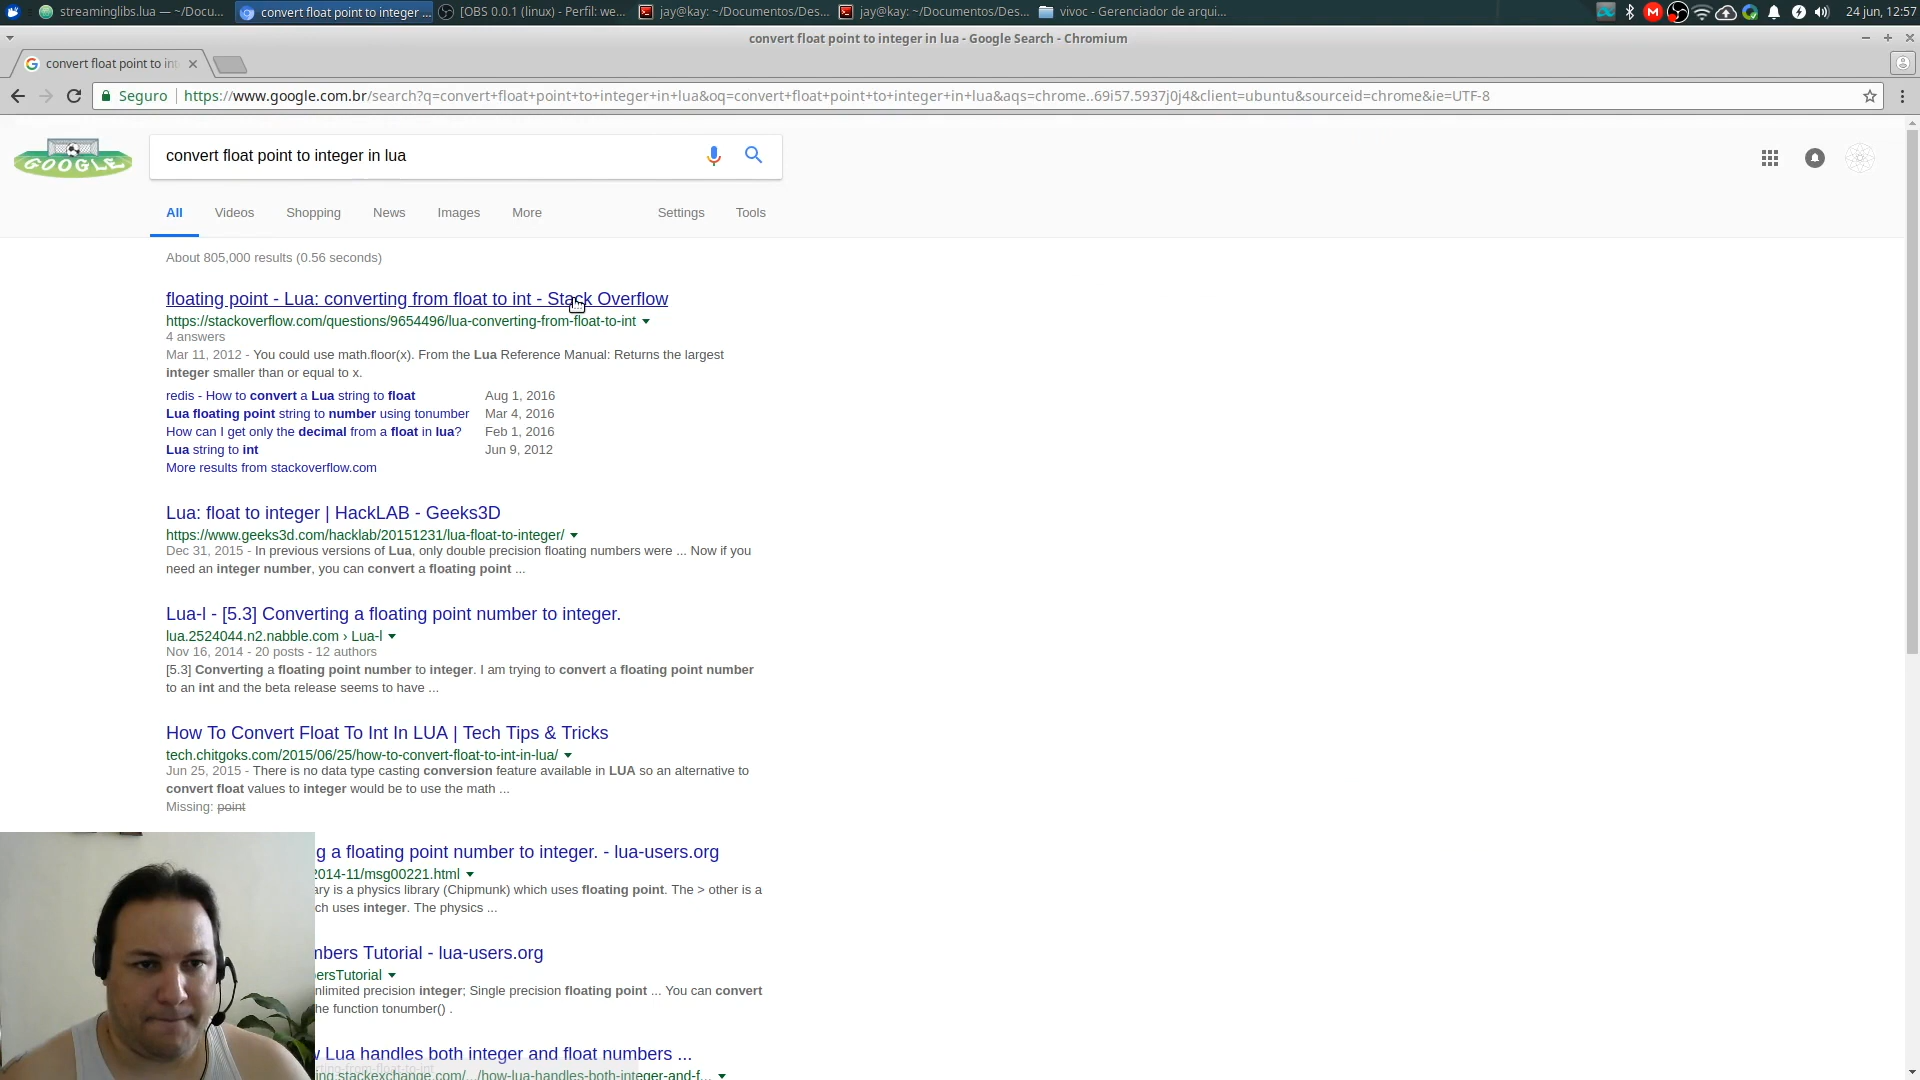 streaminglibs.lua — ~/Docu...
convert float point to integer ...
[OBS 0.0.1 (linux) - Perfil: we...
jay@kay: ~/Documentos/Des...
jay@kay: ~/Documentos/Des...
vivoc - Gerenciador de arqui...
24 jun, 12:57
convert float point to integer in lua - Google Search - Chromium
convert float point to int
Seguro
https://www.google.com.br/search?q=convert+float+point+to+integer+in+lua&oq=convert+float+point+to+integer+in+lua&aqs=chrome..69i57.5937j0j4&client=ubuntu&sourceid=chrome&ie=UTF-8
GOOGLE
convert float point to integer in lua
All Videos Shopping News Images More Settings Tools
About 805,000 results (0.56 seconds)
floating point - Lua: converting from float to int - Stack Overflow
https://stackoverflow.com/questions/9654496/lua-converting-from-float-to-int
4 answers
Mar 11, 2012 - You could use math.floor(x). From the Lua Reference Manual: Returns the largest
integer smaller than or equal to x.
redis - How to convert a Lua string to float Aug 1, 2016
Lua floating point string to number using tonumber Mar 4, 2016
How can I get only the decimal from a float in lua? Feb 1, 2016
Lua string to int Jun 9, 2012
More results from stackoverflow.com
Lua: float to integer | HackLAB - Geeks3D
https://www.geeks3d.com/hacklab/20151231/lua-float-to-integer/
Dec 31, 2015 - In previous versions of Lua, only double precision floating numbers were ... Now if you
need an integer number, you can convert a floating point ...
Lua-l - [5.3] Converting a floating point number to integer.
lua.2524044.n2.nabble.com › Lua-l
Nov 16, 2014 - 20 posts - 12 authors
[5.3] Converting a floating point number to integer. I am trying to convert a floating point number
to an int and the beta release seems to have ...
How To Convert Float To Int In LUA | Tech Tips & Tricks
tech.chitgoks.com/2015/06/25/how-to-convert-float-to-int-in-lua/
Jun 25, 2015 - There is no data type casting conversion feature available in LUA so an alternative to
convert float values to integer would be to use the math ...
Missing: point
g a floating point number to integer. - lua-users.org
2014-11/msg00221.html
ary is a physics library (Chipmunk) which uses floating point. The > other is a
ch uses integer. The physics ...
mbers Tutorial - lua-users.org
ersTutorial
nlimited precision integer; Single precision floating point ... You can convert
he function tonumber() .
w Lua handles both integer and float numbers ...
ing.stackexchange.com/.../how-lua-handles-both-integer-and-f...